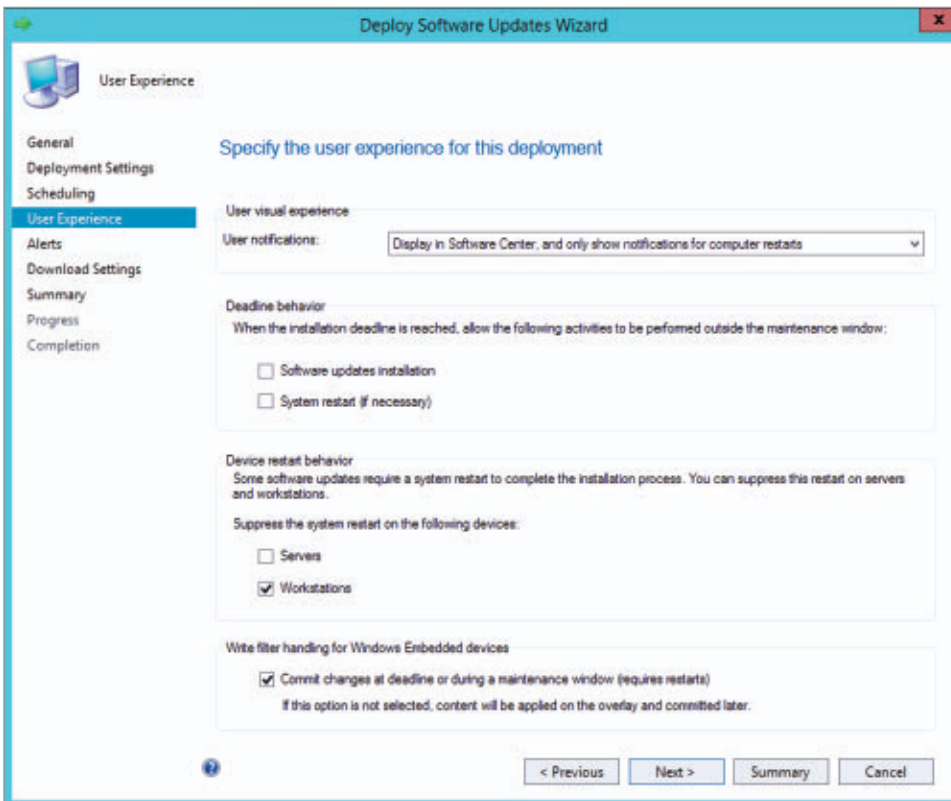 Deploy Software Updates Wizard
x
User Experience
General
Deployment Settings
Scheduling
User Experience
Alerts
Download Settings
Summary
Progress
Completion
Specify the user experience for this deployment
User visual experience
User notifications:
Display in Software Center, and only show notifications for computer restarts
Deadline behavior
When the installation deadline is reached, allow the following activities to be performed outside the maintenance window:
Software updates installation
System restart (if necessary)
Device restart behavior
Some software updates require a system restart to complete the installation process. You can suppress this restart on servers
and workstations.
Suppress the system restart on the following devices:
Servers
Workstations
Write filter handling for Windows Embedded devices
Commit changes at deadline or during a maintenance window (requires restarts)
If this option is not selected, content will be applied on the overlay and committed later.
?
< Previous
Next >
Summary
Cancel